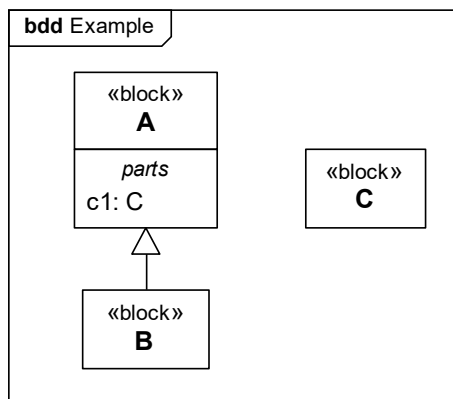 bdd Example
«block»
A
parts
c1: C
«block»
C
«block»
B